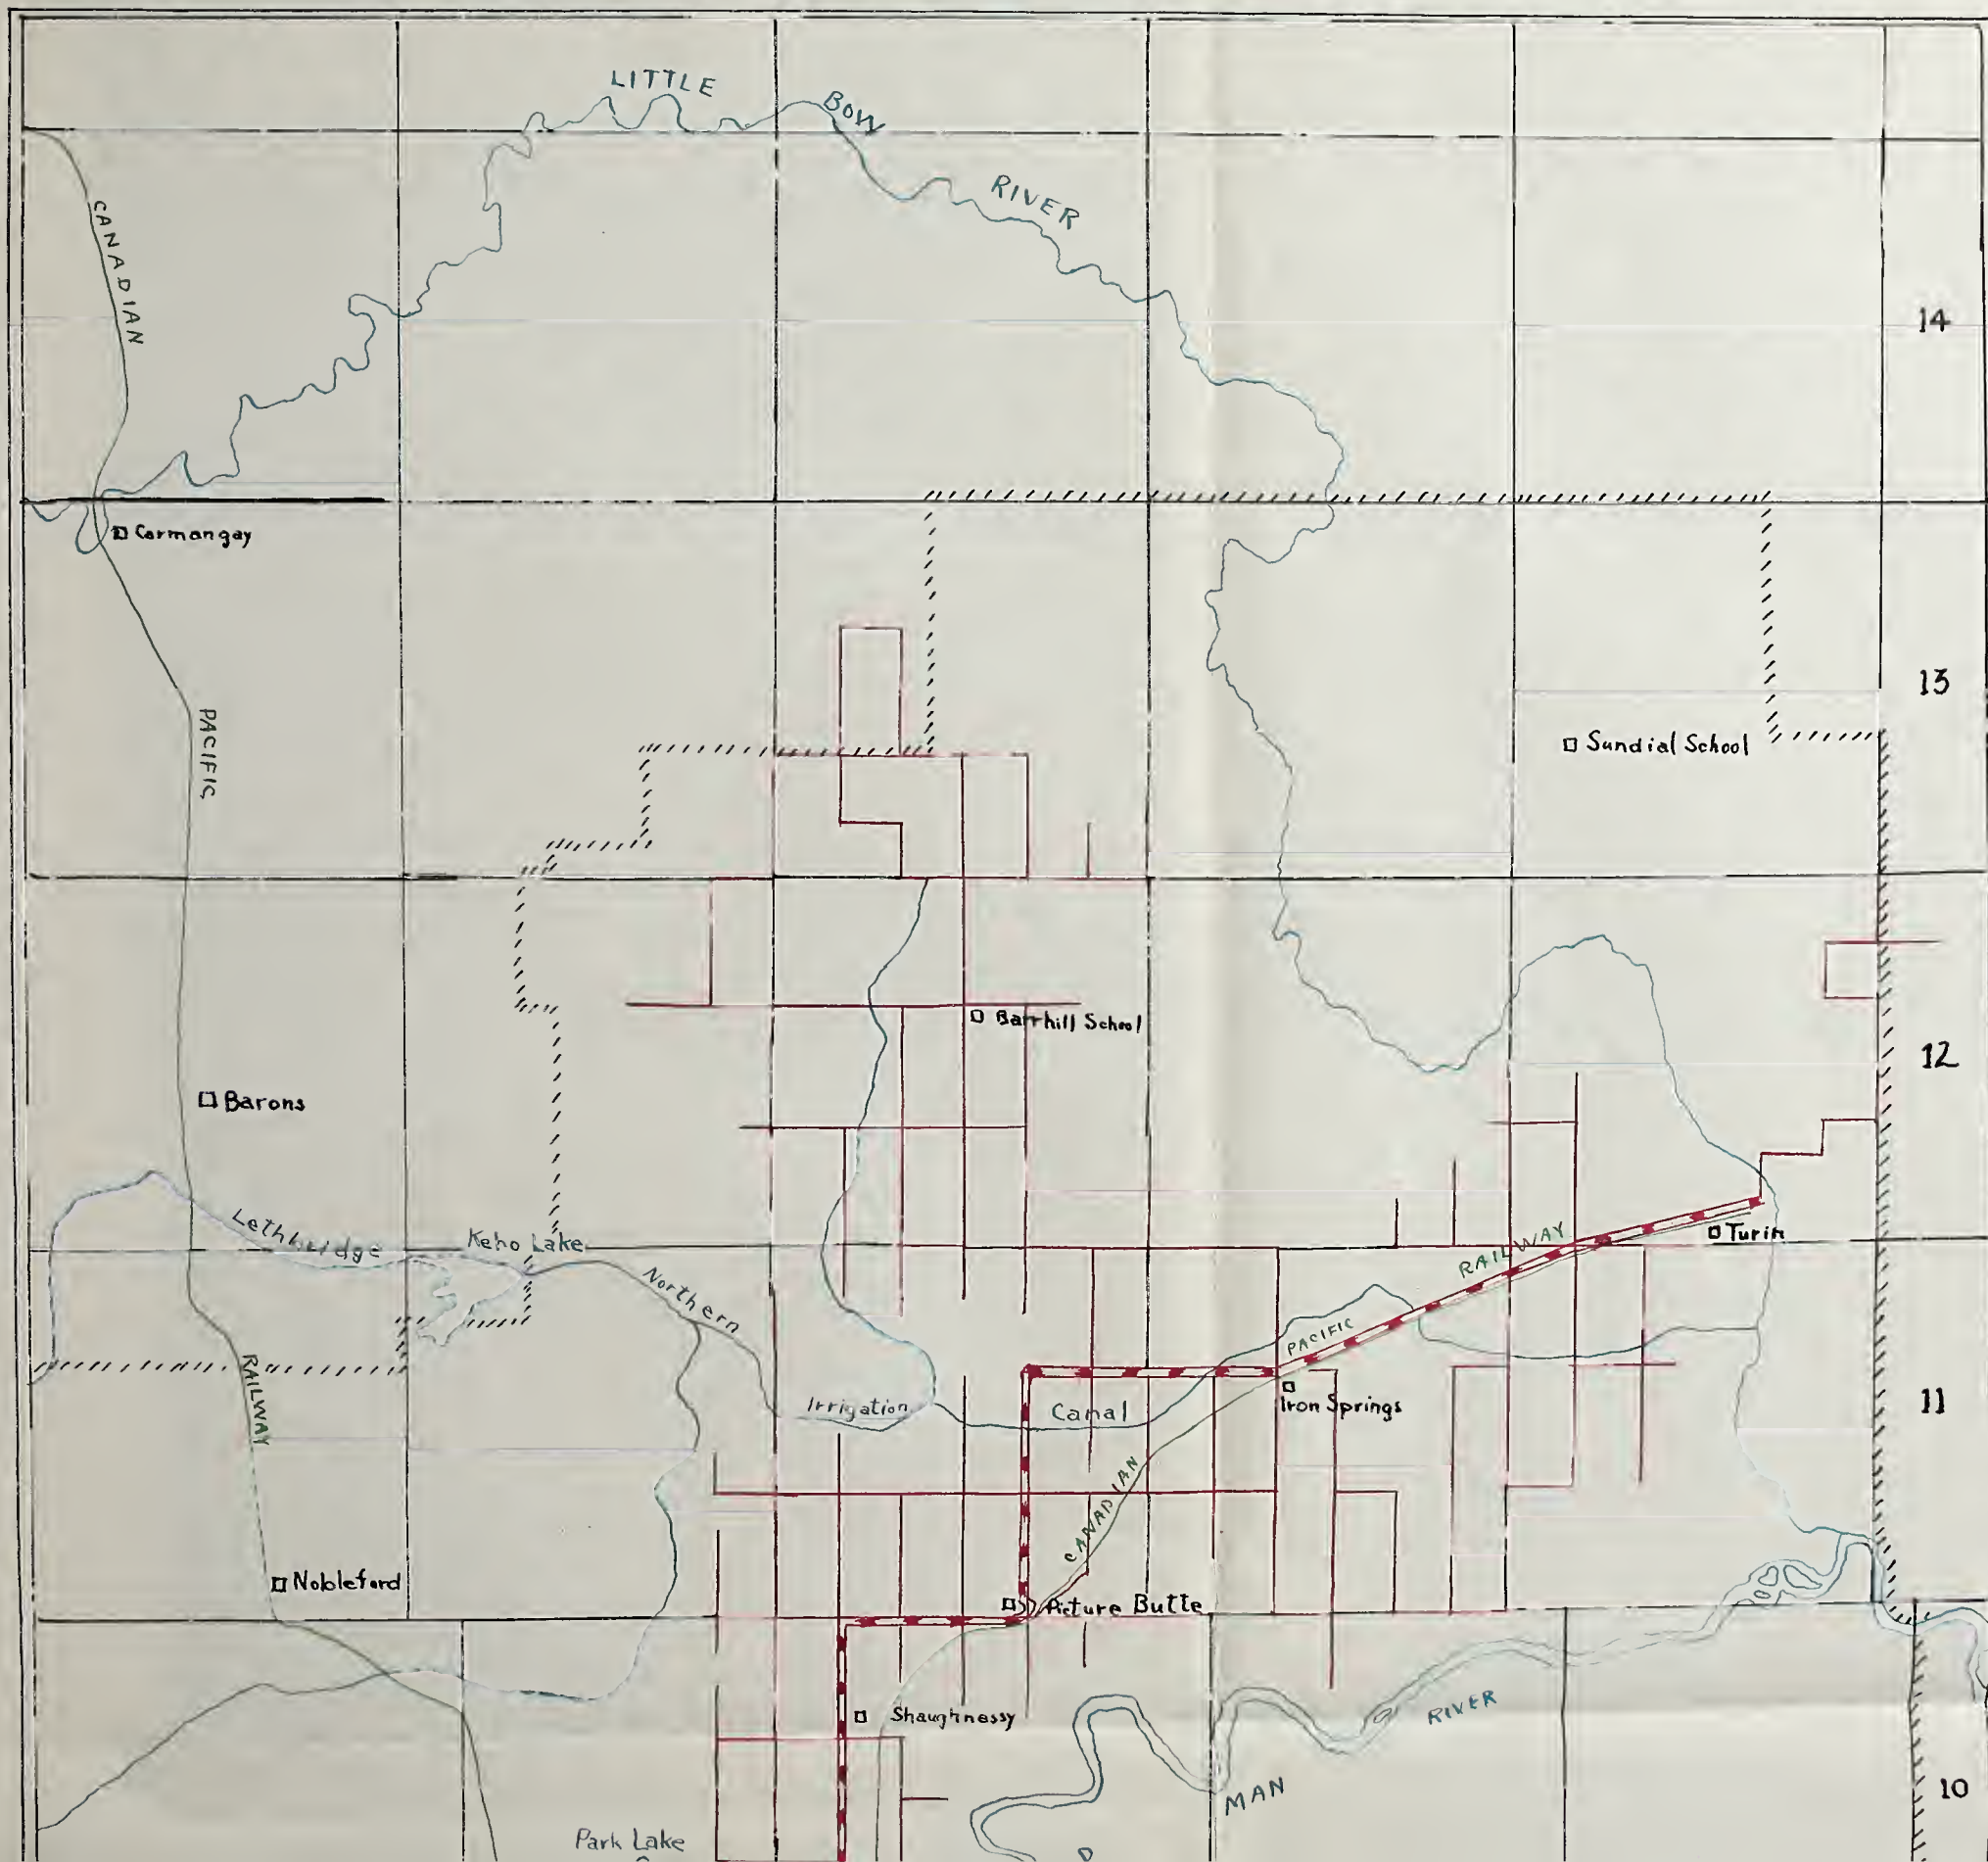 LITTLE
BOW
RIVER
CANADIAN
14
Carmangay
13
PACIFIC
Sundial School
Barrhill School
12
Barons
Lethbridge
Keho Lake
Northern
RAILWAY
Turin
PACIFIC
RAILWAY
Irrigation
Canal
Iron Springs
11
CANADIAN
Nobleford
Picture Butte
Shaughnessy
RIVER
MAN
10
Park Lake
D